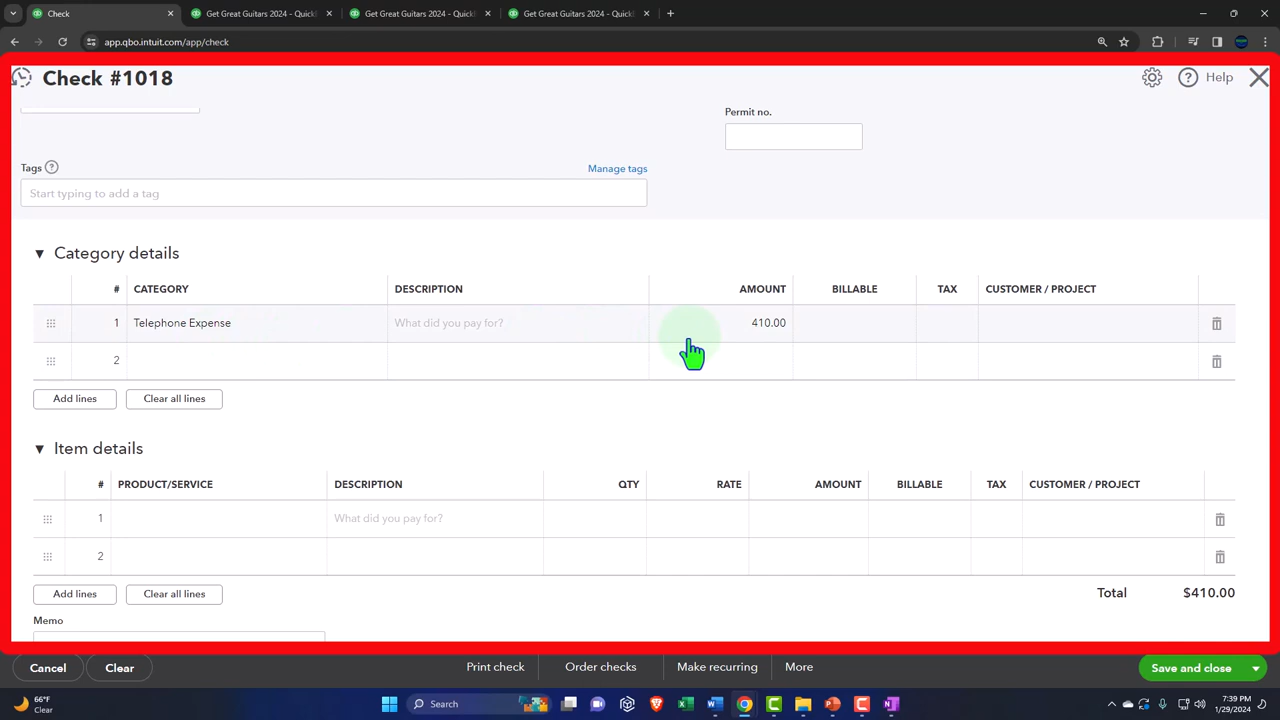 Check
Get Great Guitars 2024 - QuickB
Get Great Guitars 2024 - QuickB
Get Great Guitars 2024 - QuickB
app.qbo.intuit.com/app/check
Check #1018
Help
Permit no.
Tags
Manage tags
Start typing to add a tag
Category details
# CATEGORY DESCRIPTION AMOUNT BILLABLE TAX CUSTOMER / PROJECT
1 Telephone Expense What did you pay for? 410.00
2
Add lines Clear all lines
Item details
# PRODUCT/SERVICE DESCRIPTION QTY RATE AMOUNT BILLABLE TAX CUSTOMER / PROJECT
1 What did you pay for?
2
Add lines Clear all lines Total $410.00
Memo
Cancel Clear Print check Order checks Make recurring More Save and close
66°F
Clear
Search
7:39 PM
1/29/2024